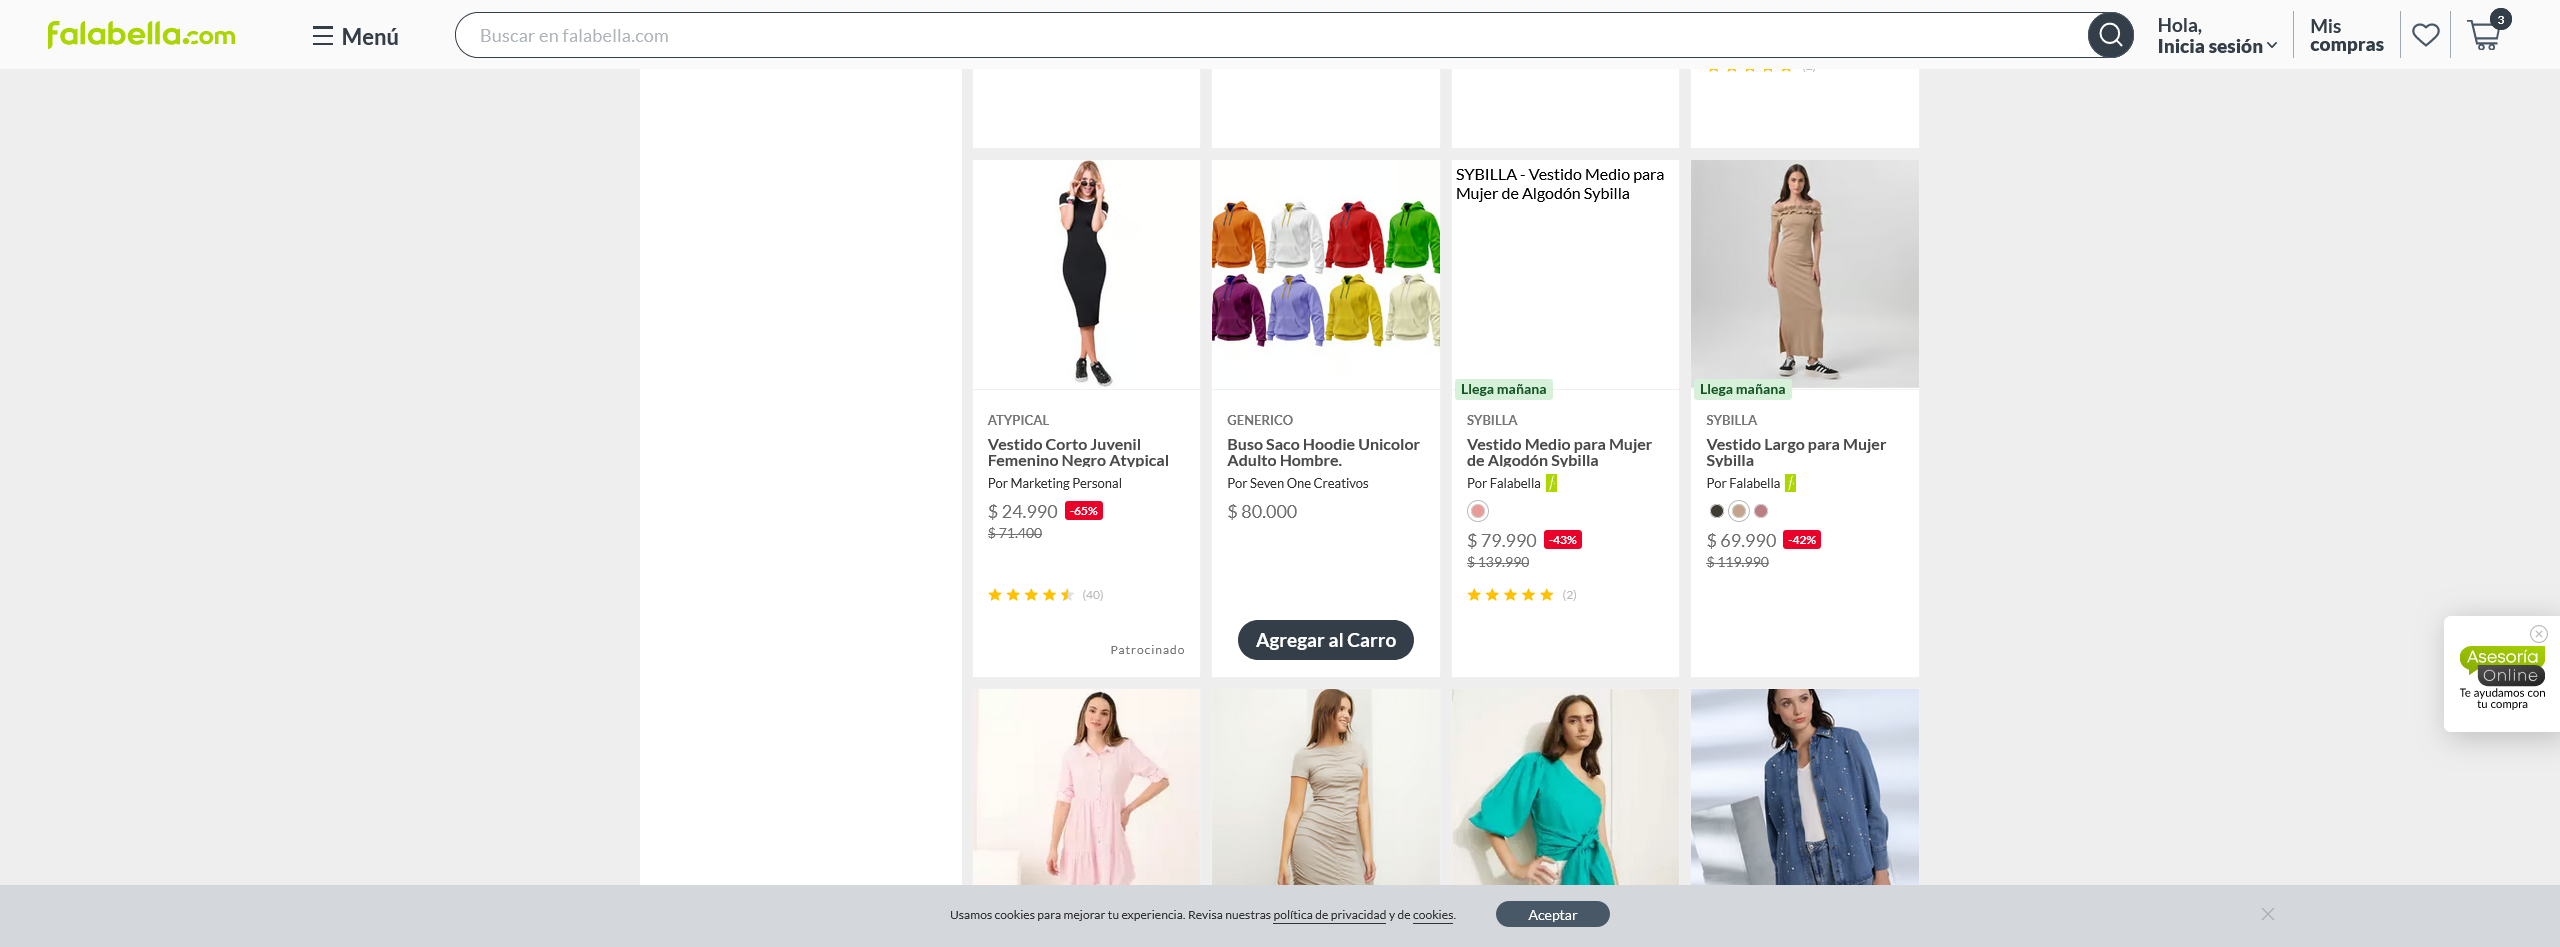 falabella.com
Menú
Buscar en falabella.com
Hola,
Inicia sesión
Mis
compras
3
SYBILLA - Vestido Medio para
Mujer de Algodón Sybilla
Llega mañana
Llega mañana
ATYPICAL
Vestido Corto Juvenil
Femenino Negro Atypical
Por Marketing Personal
$ 24.990 -65%
$ 71.400
(40)
Patrocinado
GENERICO
Buso Saco Hoodie Unicolor
Adulto Hombre.
Por Seven One Creativos
$ 80.000
Agregar al Carro
SYBILLA
Vestido Medio para Mujer
de Algodón Sybilla
Por Falabella
$ 79.990 -43%
$ 139.990
(2)
SYBILLA
Vestido Largo para Mujer
Sybilla
Por Falabella
$ 69.990 -42%
$ 119.990
Asesoría
Online
Te ayudamos con
tu compra
Usamos cookies para mejorar tu experiencia. Revisa nuestras política de privacidad y de cookies.
Aceptar